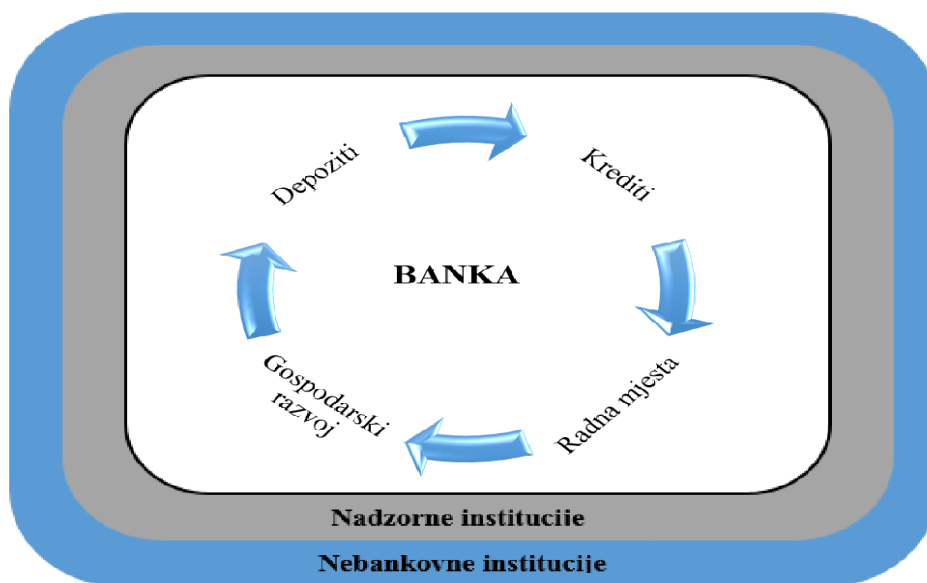 Depoziti
Krediti
BANKA
Gospodarski
razvoj
Radna mjesta
Nadzorne institucije
Nebankovne institucije